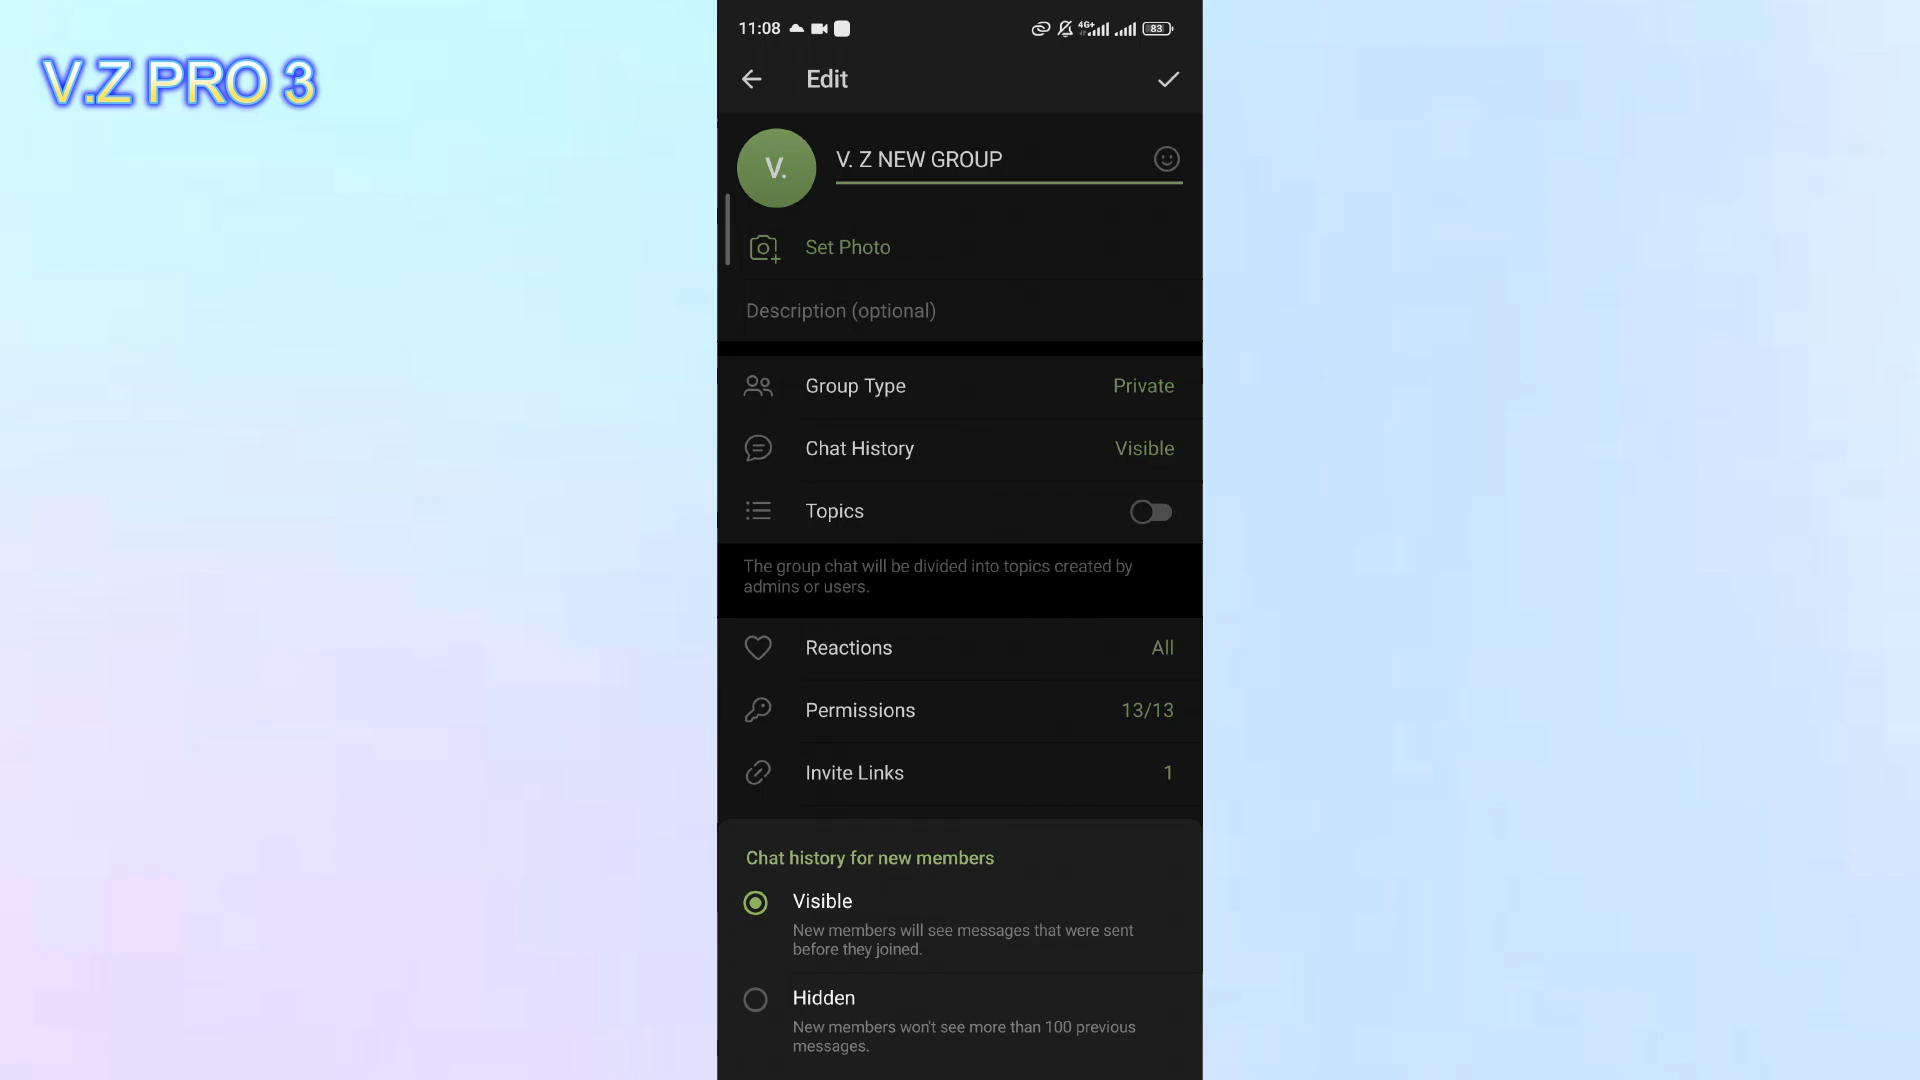 V.Z PRO 3
11:08
4G+
83
Edit
V.
V. Z NEW GROUP
Set Photo
Description (optional)
Group Type Private
Chat History Visible
Topics
The group chat will be divided into topics created by
admins or users.
Reactions All
Permissions 13/13
Invite Links 1
Chat history for new members
Visible
New members will see messages that were sent
before they joined.
Hidden
New members won't see more than 100 previous
messages.